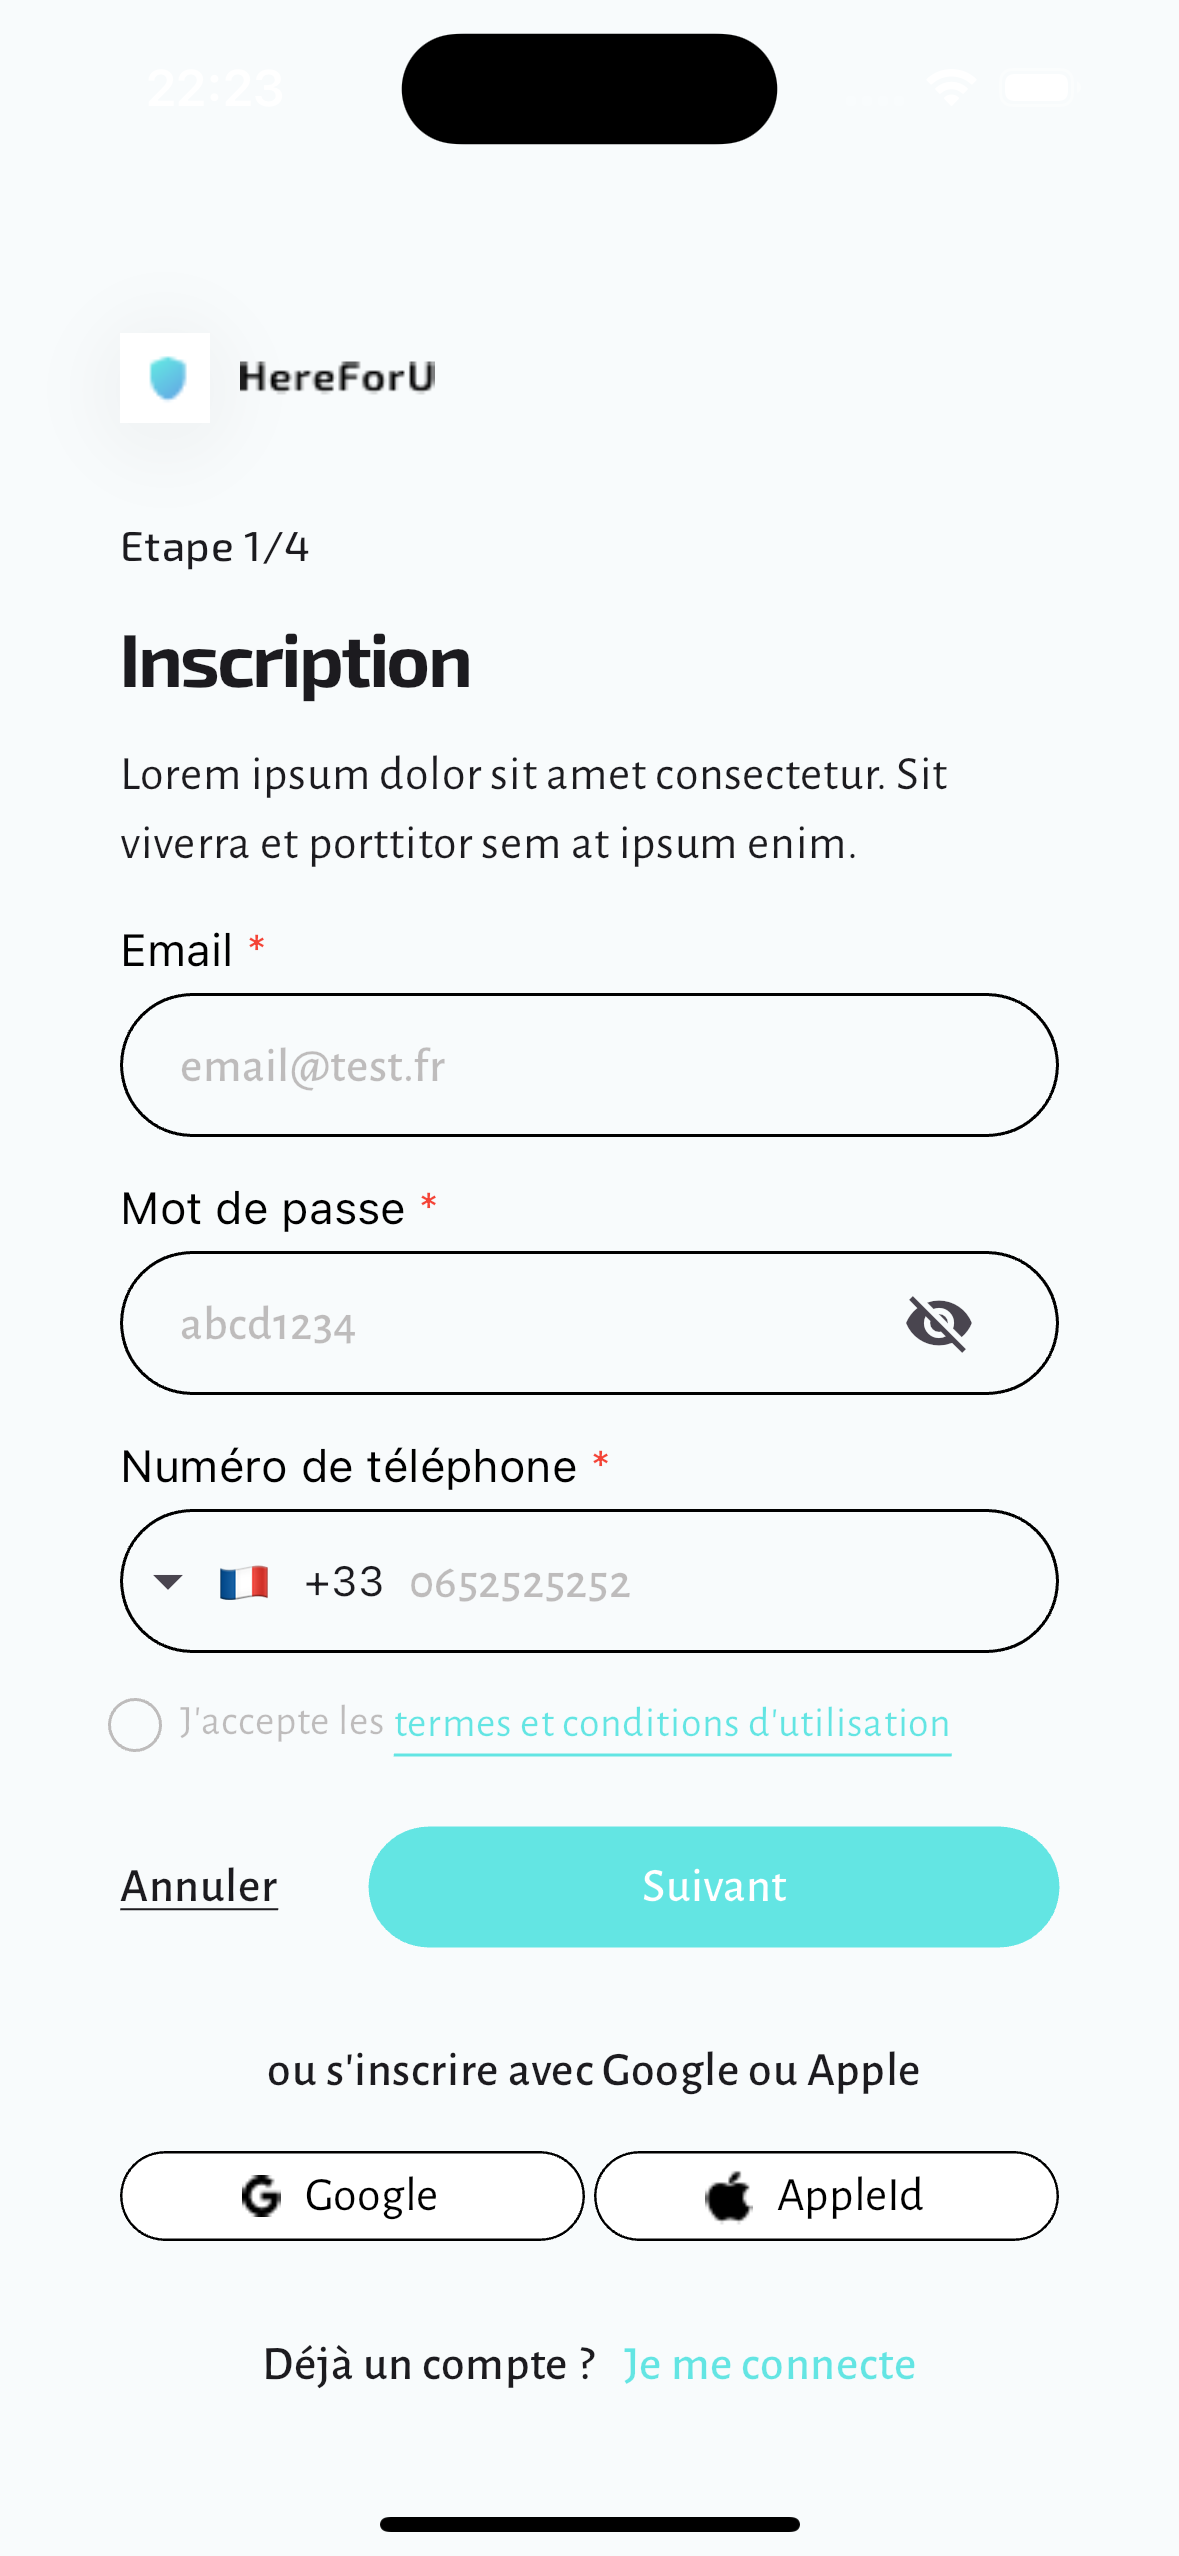 22:23
HereForU
Etape 1/4
Inscription
Lorem ipsum dolor sit amet consectetur. Sit
viverra et porttitor sem at ipsum enim.
Email *
email@test.fr
Mot de passe *
abcd1234
Numéro de téléphone *
+33 0652525252
J'accepte les termes et conditions d'utilisation
Annuler
Suivant
ou s'inscrire avec Google ou Apple
Google
AppleId
Déjà un compte ? Je me connecte